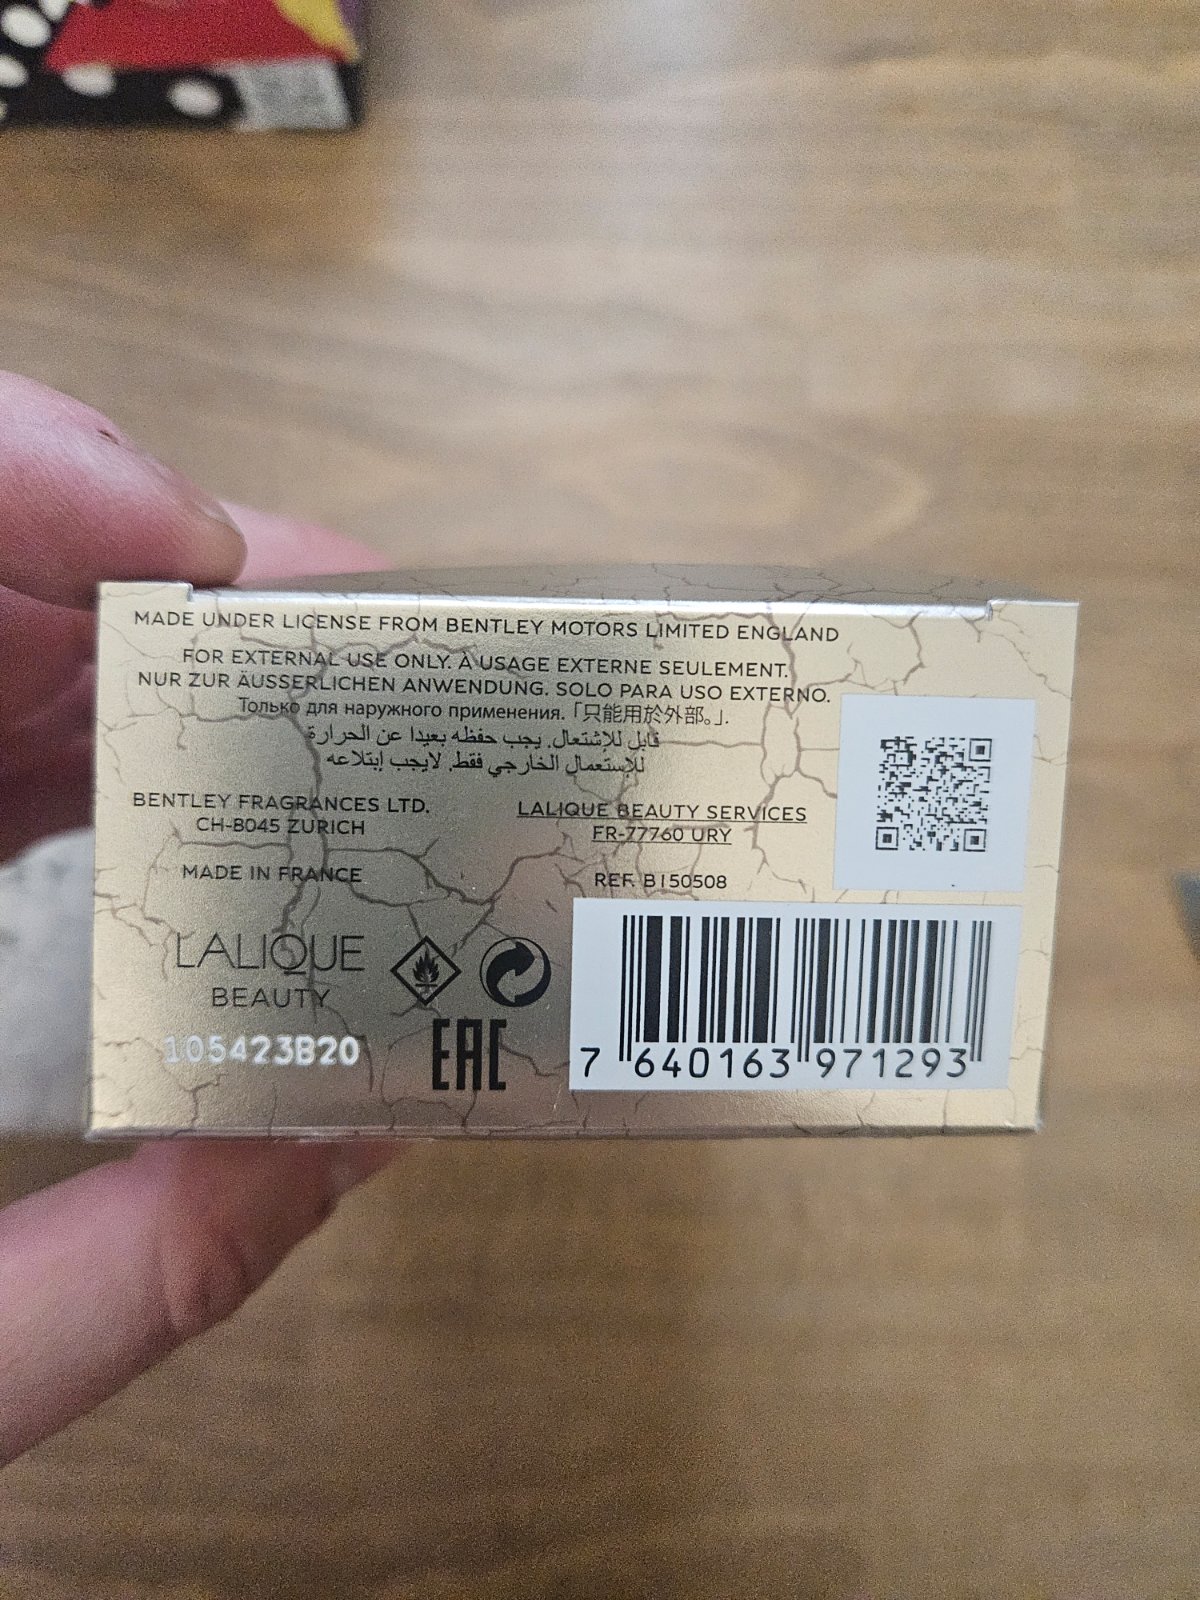 MADE UNDER LICENSE FROM BENTLEY MOTORS LIMITED ENGLAND
FOR EXTERNAL USE ONLY. À USAGE EXTERNE SEULEMENT.
NUR ZUR ÄUSSERLICHEN ANWENDUNG. SOLO PARA USO EXTERNO.
Только для наружного применения.「只能用於外部。」.
قابل للإشتعال. يجب حفظه بعيدا عن الحرارة
للإستعمال الخارجي فقط. لايجب إبتلاعه
BENTLEY FRAGRANCES LTD.
CH-8045 ZURICH
MADE IN FRANCE
LALIQUE BEAUTY SERVICES
FR-77760 URY
REF. B150508
LALIQUE
BEAUTY
105423B20
EAC
7 640163 971293